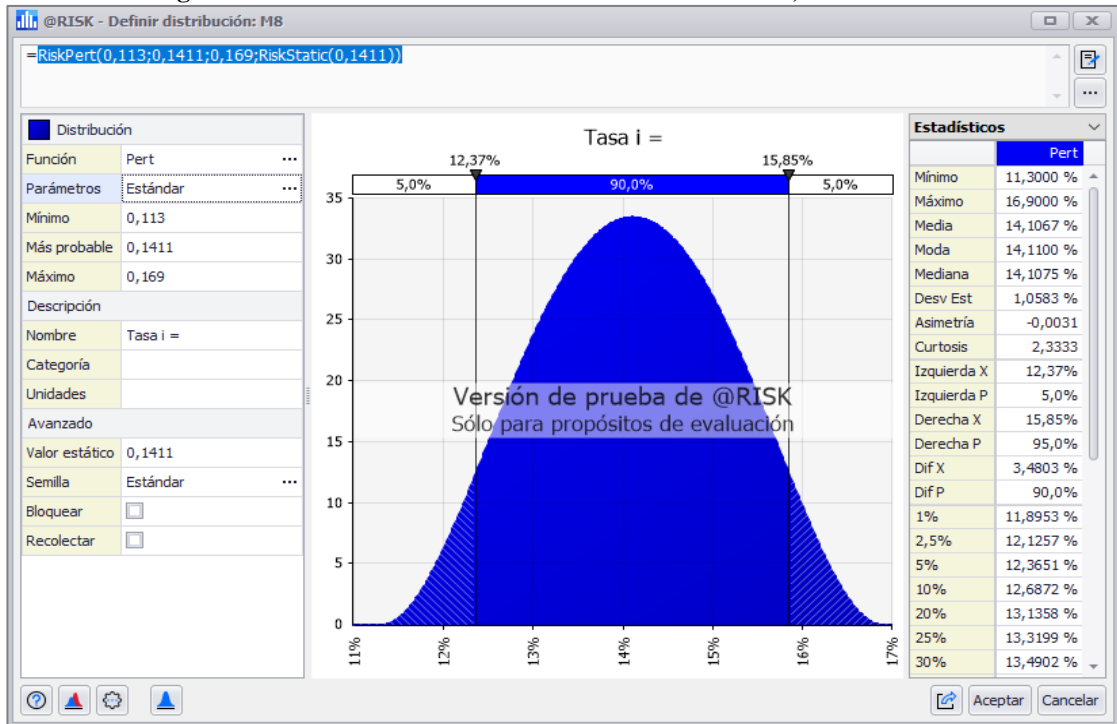 @RISK - Definir distribución: M8
=RiskPert(0,113;0,1411;0,169;RiskStatic(0,1411))
Distribución
Función Pert ...
Parámetros Estándar ...
Mínimo 0,113
Más probable 0,1411
Máximo 0,169
Descripción
Nombre Tasa i =
Categoría
Unidades
Avanzado
Valor estático 0,1411
Semilla Estándar ...
Bloquear
Recolectar
Tasa i =
12,37% 15,85%
5,0% 90,0% 5,0%
35
30
25
20
15
10
5
0
11% 12% 13% 14% 15% 16% 17%
Versión de prueba de @RISK
Sólo para propósitos de evaluación
Estadísticos
Pert
Mínimo 11,3000 %
Máximo 16,9000 %
Media 14,1067 %
Moda 14,1100 %
Mediana 14,1075 %
Desv Est 1,0583 %
Asimetría -0,0031
Curtosis 2,3333
Izquierda X 12,37%
Izquierda P 5,0%
Derecha X 15,85%
Derecha P 95,0%
Dif X 3,4803 %
Dif P 90,0%
1% 11,8953 %
2,5% 12,1257 %
5% 12,3651 %
10% 12,6872 %
20% 13,1358 %
25% 13,3199 %
30% 13,4902 %
Aceptar Cancelar